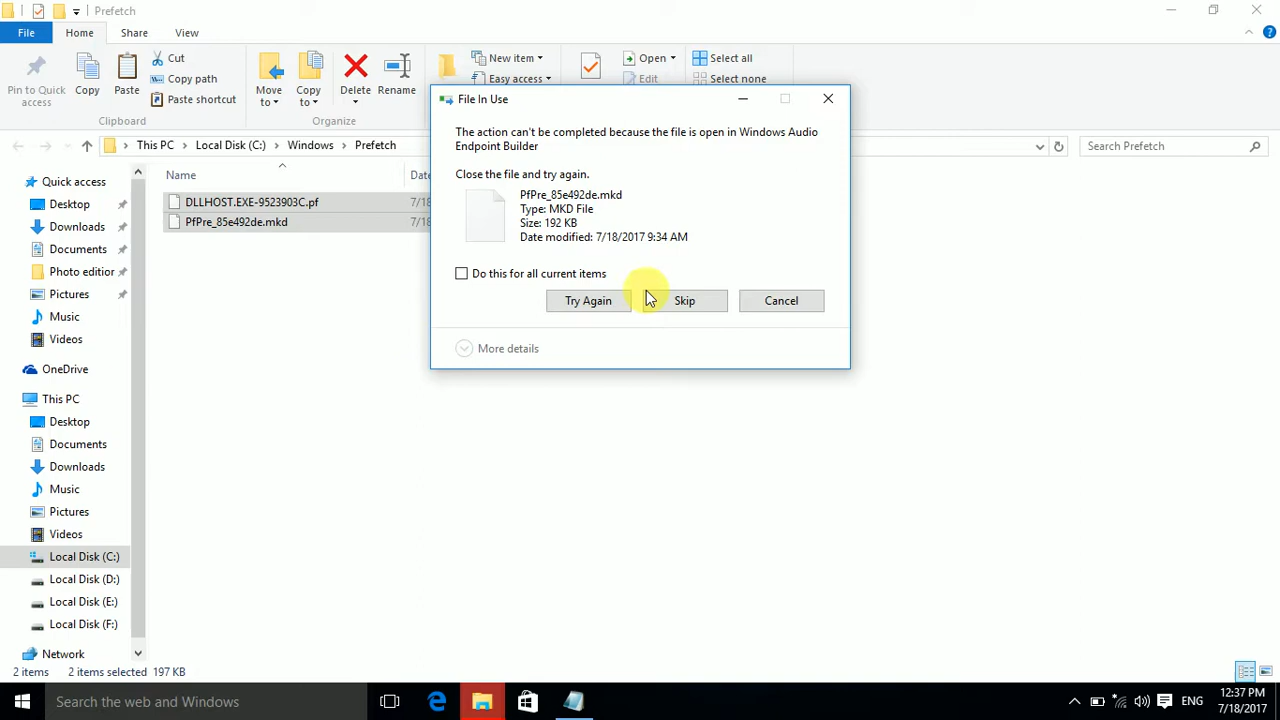 Prefetch
File
Home
Share
View
Pin to Quick
access
Copy
Paste
Cut
Copy path
Paste shortcut
Clipboard
Move
to
Copy
to
Delete
Rename
Organize
New item
Easy access
Open
Edit
Select all
Select none
This PC
Local Disk (C:)
Windows
Prefetch
Search Prefetch
Quick access
Desktop
Downloads
Documents
Photo edition
Pictures
Music
Videos
OneDrive
This PC
Desktop
Documents
Downloads
Music
Pictures
Videos
Local Disk (C:)
Local Disk (D:)
Local Disk (E:)
Local Disk (F:)
Network
Name
DLLHOST.EXE-9523903C.pf
7/18
PfPre_85e492de.mkd
7/18
File In Use
The action can't be completed because the file is open in Windows Audio
Endpoint Builder
Close the file and try again.
PfPre_85e492de.mkd
Type: MKD File
Size: 192 KB
Date modified: 7/18/2017 9:34 AM
Do this for all current items
Try Again
Skip
Cancel
More details
2 items
2 items selected 197 KB
Search the web and Windows
ENG
12:37 PM
7/18/2017